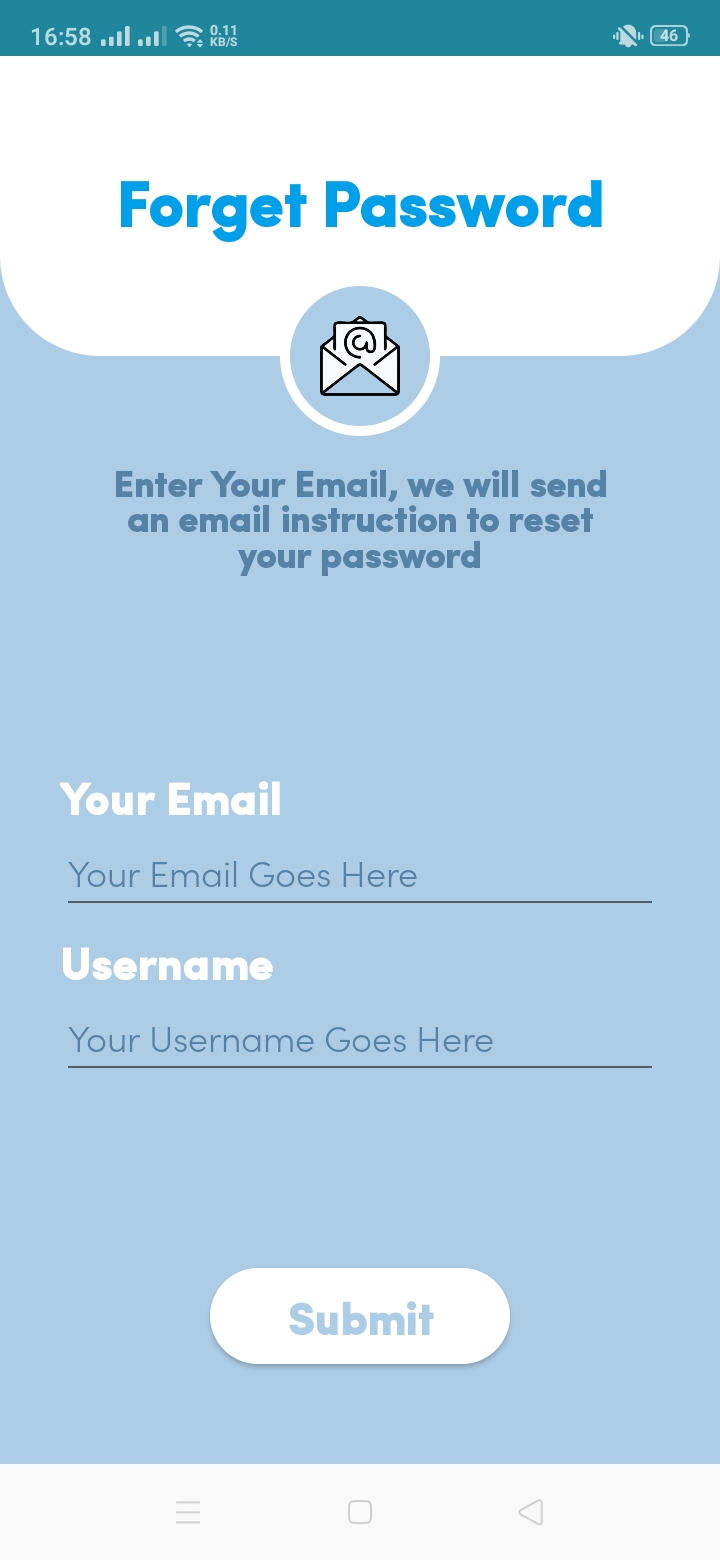 16:58 0.11
KB/S 46
Forget Password
@
Enter Your Email, we will send
an email instruction to reset
your password
Your Email
Your Email Goes Here
Username
Your Username Goes Here
Submit